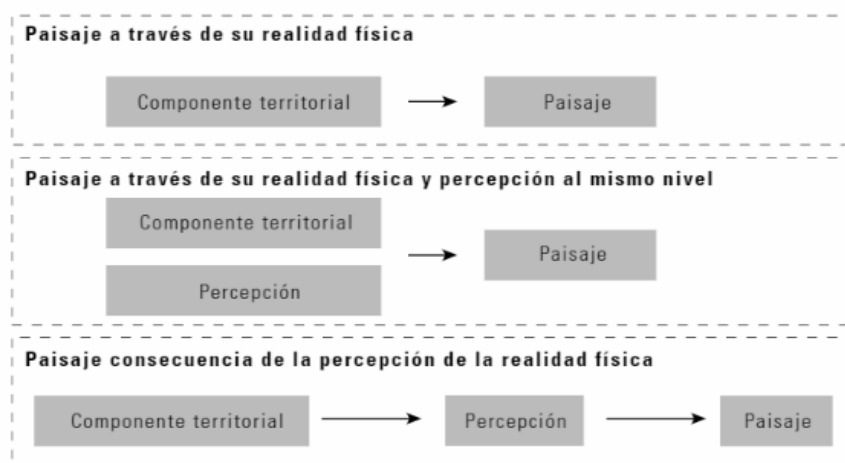 Paisaje a través de su realidad física
Componente territorial
Paisaje
Paisaje a través de su realidad física y percepción al mismo nivel
Componente territorial
Percepción
Paisaje
Paisaje consecuencia de la percepción de la realidad física
Componente territorial
Percepción
Paisaje